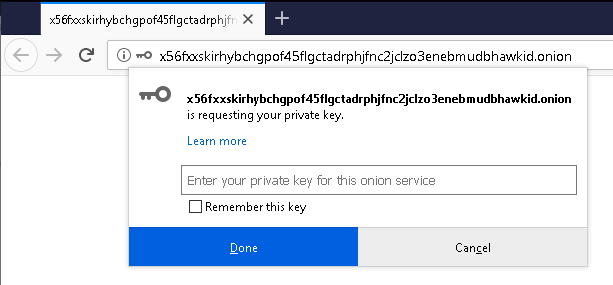 x56fxxskirhybchgpof45flgctadrphjfn
x56fxxskirhybchgpof45flgctadrphjfnc2jclzo3enebmudbhawkid.onion
x56fxxskirhybchgpof45flgctadrphjfnc2jclzo3enebmudbhawkid.onion
is requesting your private key.
Learn more
Enter your private key for this onion service
Remember this key
Done Cancel